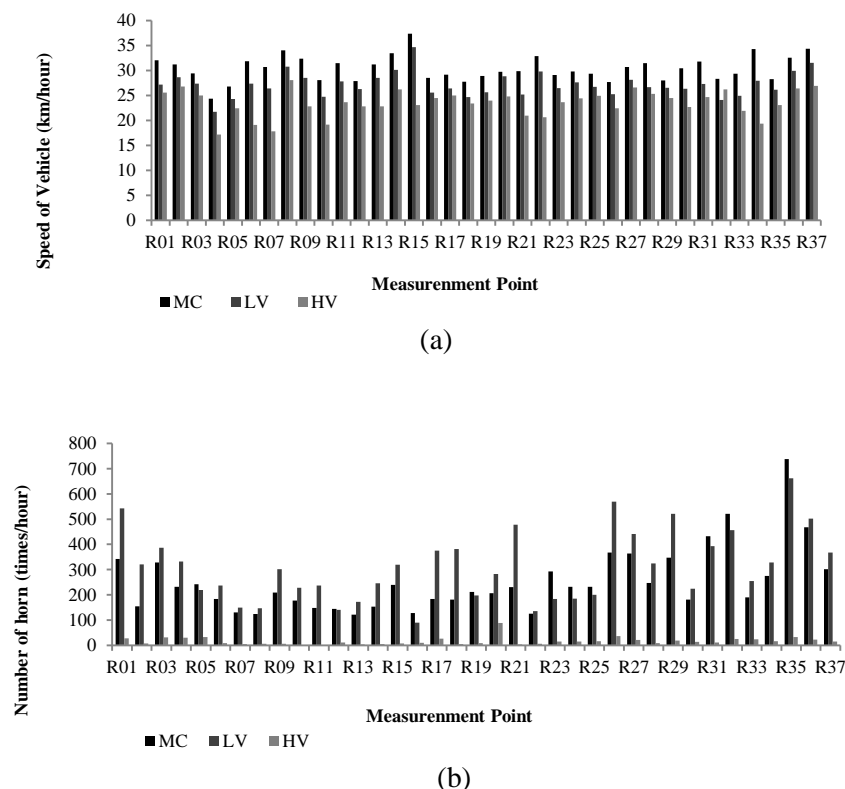 40
35
30
25
20
15
10
5
0
Speed of Vehicle (km/hour)
R01 R03 R05 R07 R09 R11 R13 R15 R17 R19 R21 R23 R25 R27 R29 R31 R33 R35 R37
Measurenment Point
MC LV HV
(a)
800
700
600
500
400
300
200
100
0
Number of horn (times/hour)
R01 R03 R05 R07 R09 R11 R13 R15 R17 R19 R21 R23 R25 R27 R29 R31 R33 R35 R37
Measurenment Point
MC LV HV
(b)